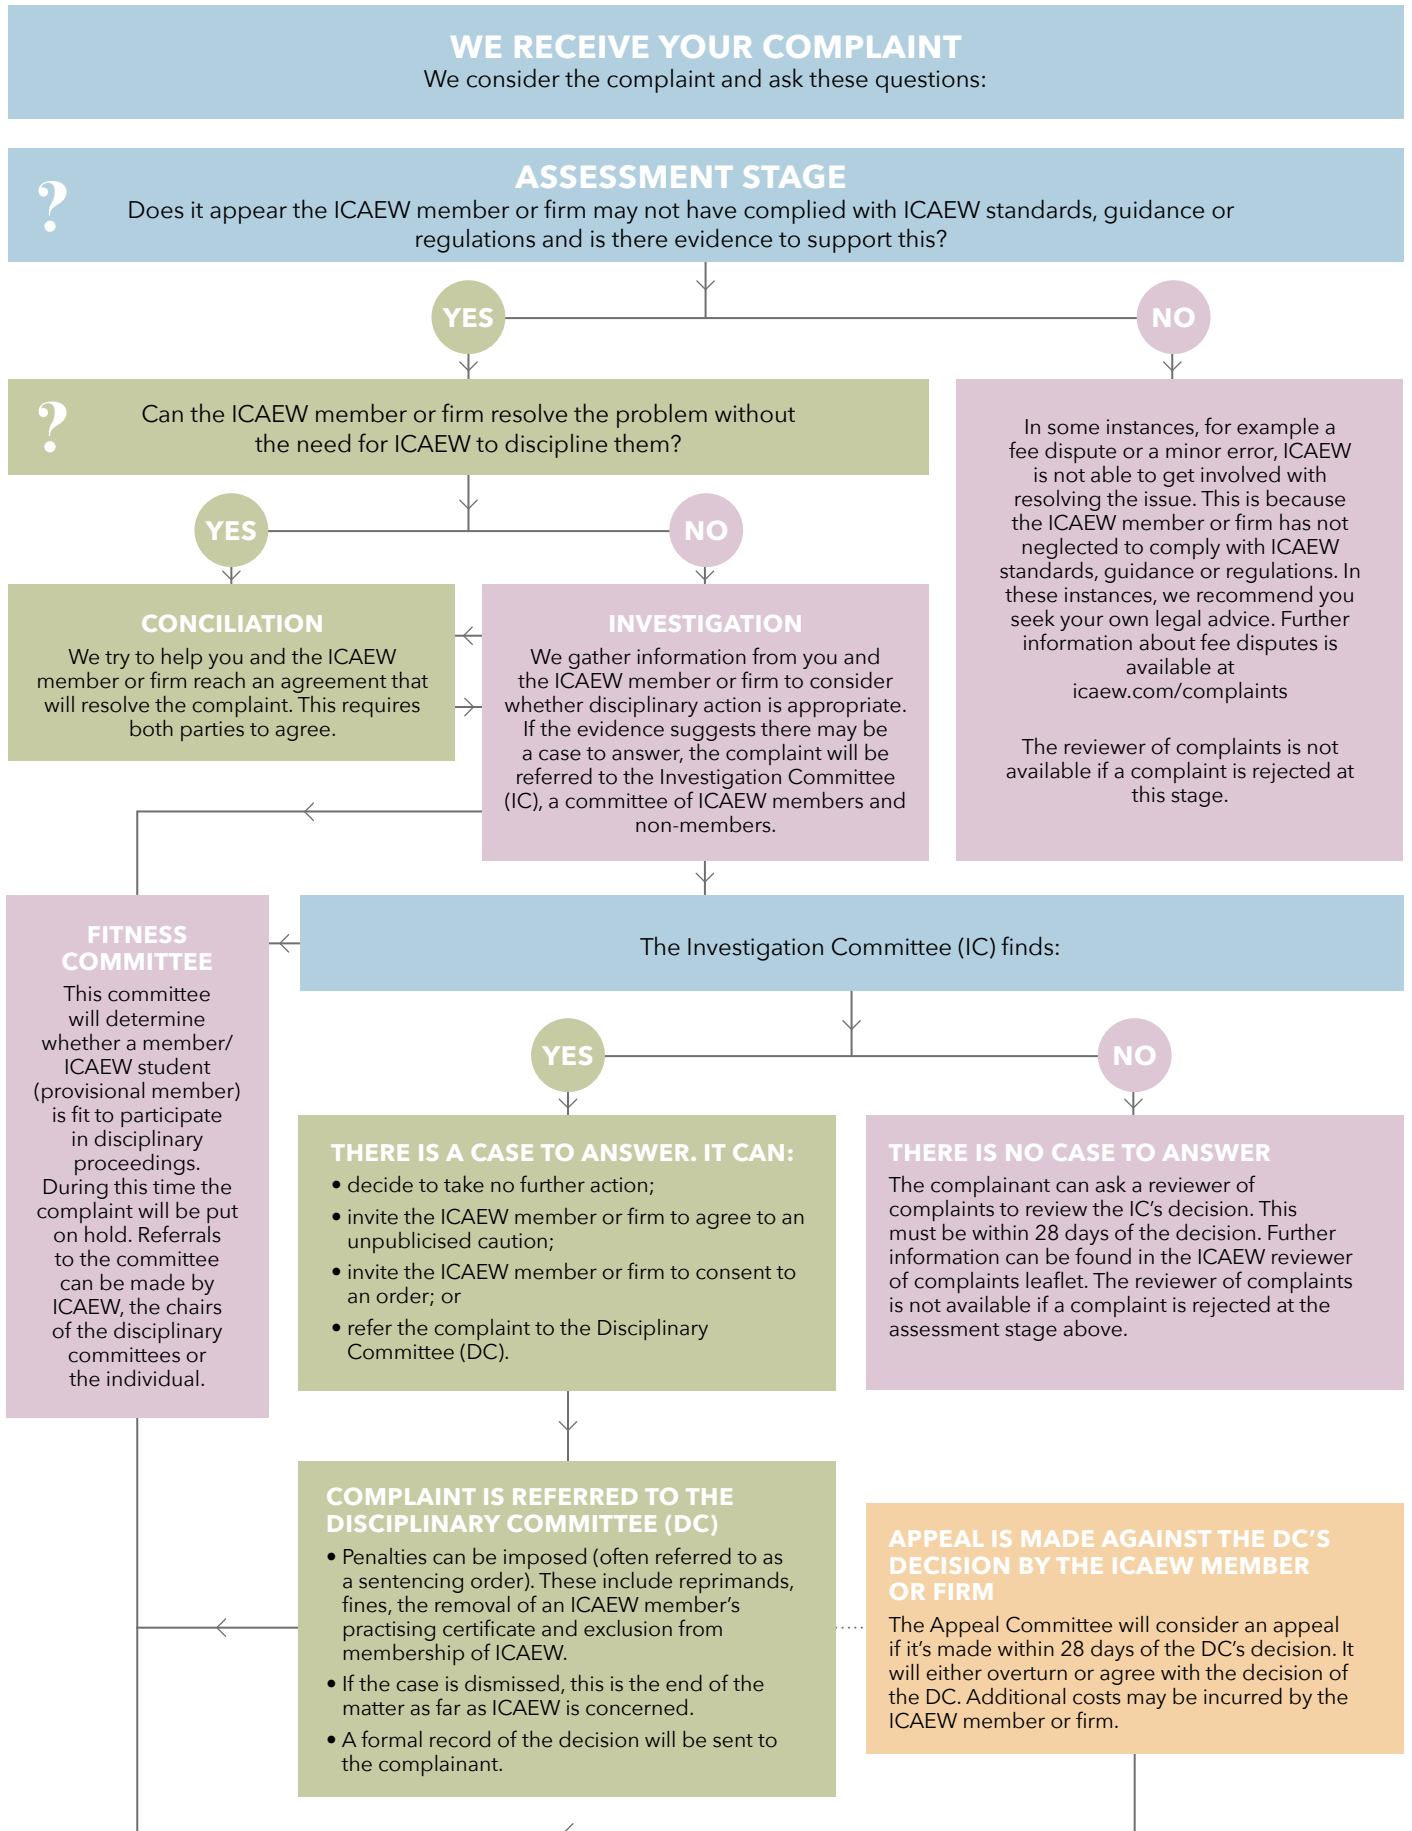 WE RECEIVE YOUR COMPLAINT
We consider the complaint and ask these questions:
?
ASSESSMENT STAGE
Does it appear the ICAEW member or firm may not have complied with ICAEW standards, guidance or
regulations and is there evidence to support this?
YES
NO
?
Can the ICAEW member or firm resolve the problem without
the need for ICAEW to discipline them?
YES
NO
In some instances, for example a
fee dispute or a minor error, ICAEW
is not able to get involved with
resolving the issue. This is because
the ICAEW member or firm has not
neglected to comply with ICAEW
standards, guidance or regulations. In
these instances, we recommend you
seek your own legal advice. Further
information about fee disputes is
available at
icaew.com/complaints
The reviewer of complaints is not
available if a complaint is rejected at
this stage.
CONCILIATION
We try to help you and the ICAEW
member or firm reach an agreement that
will resolve the complaint. This requires
both parties to agree.
INVESTIGATION
We gather information from you and
the ICAEW member or firm to consider
whether disciplinary action is appropriate.
If the evidence suggests there may be
a case to answer, the complaint will be
referred to the Investigation Committee
(IC), a committee of ICAEW members and
non-members.
FITNESS
COMMITTEE
This committee
will determine
whether a member/
ICAEW student
(provisional member)
is fit to participate
in disciplinary
proceedings.
During this time the
complaint will be put
on hold. Referrals
to the committee
can be made by
ICAEW, the chairs
of the disciplinary
committees or
the individual.
The Investigation Committee (IC) finds:
YES
NO
THERE IS A CASE TO ANSWER. IT CAN:
• decide to take no further action;
• invite the ICAEW member or firm to agree to an
unpublicised caution;
• invite the ICAEW member or firm to consent to
an order; or
• refer the complaint to the Disciplinary
Committee (DC).
THERE IS NO CASE TO ANSWER
The complainant can ask a reviewer of
complaints to review the IC's decision. This
must be within 28 days of the decision. Further
information can be found in the ICAEW reviewer
of complaints leaflet. The reviewer of complaints
is not available if a complaint is rejected at the
assessment stage above.
COMPLAINT IS REFERRED TO THE
DISCIPLINARY COMMITTEE (DC)
• Penalties can be imposed (often referred to as
a sentencing order). These include reprimands,
fines, the removal of an ICAEW member's
practising certificate and exclusion from
membership of ICAEW.
• If the case is dismissed, this is the end of the
matter as far as ICAEW is concerned.
• A formal record of the decision will be sent to
the complainant.
APPEAL IS MADE AGAINST THE DC'S
DECISION BY THE ICAEW MEMBER
OR FIRM
The Appeal Committee will consider an appeal
if it's made within 28 days of the DC's decision. It
will either overturn or agree with the decision of
the DC. Additional costs may be incurred by the
ICAEW member or firm.